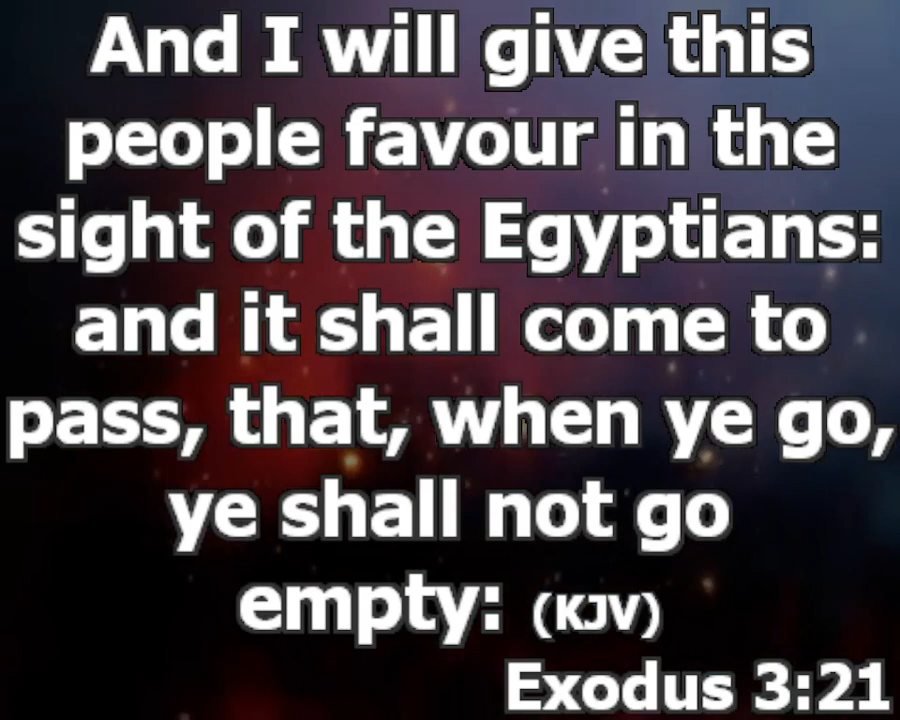 And I will give this
people favour in the
sight of the Egyptians:
and it shall come to
pass, that, when ye go,
ye shall not go
empty: (KJV)
Exodus 3:21